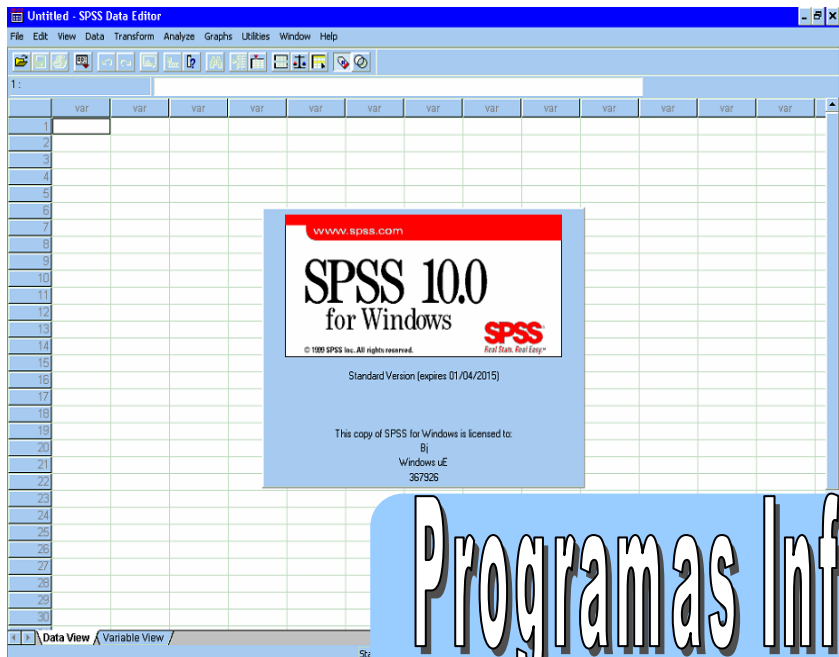 Untitled - SPSS Data Editor
File Edit View Data Transform Analyze Graphs Utilities Window Help
1 :
var var var var var var var var var var var var var
1
2
3
4
5
6
7
8
9
10
11
12
13
14
15
16
17
18
19
20
21
22
23
24
25
26
27
28
29
30
www.spss.com
SPSS 10.0
for Windows
SPSS
© 1999 SPSS Inc. All rights reserved.
Real Stats. Real Easy.™
Standard Version (expires 01/04/2015)
This copy of SPSS for Windows is licensed to:
Bj
Windows uE
367926
Programas Inf
Data View Variable View